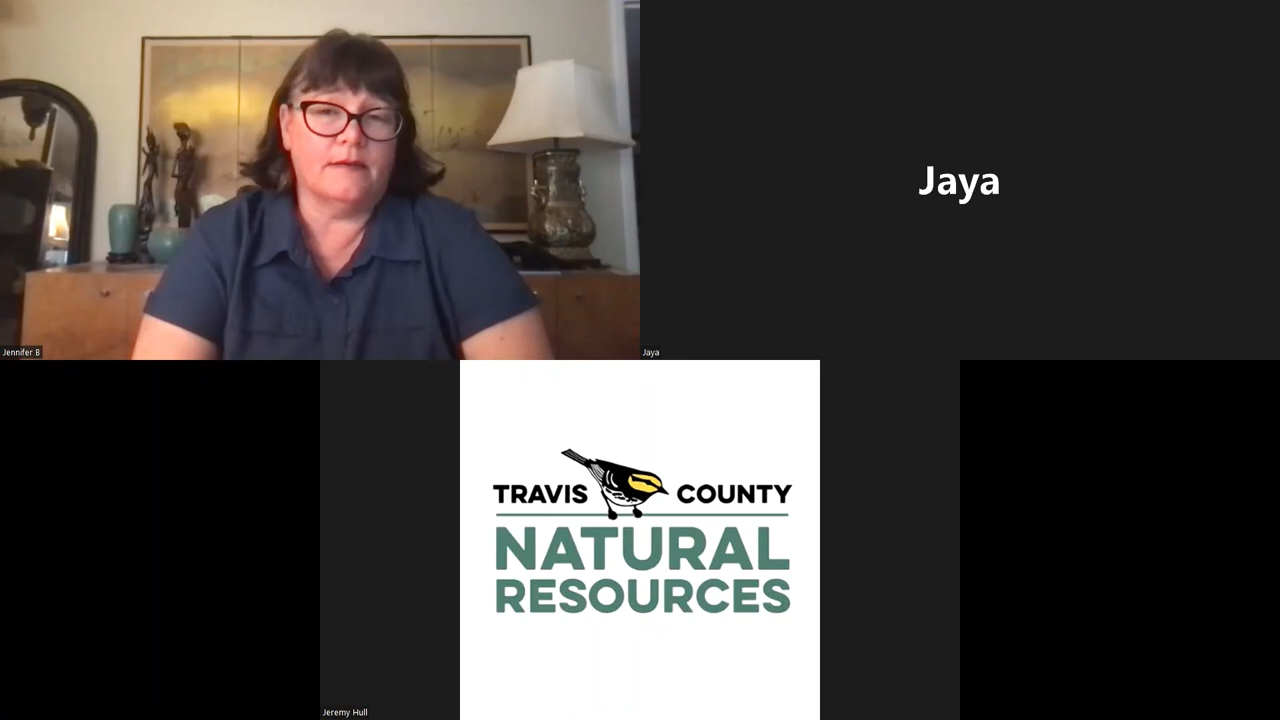 Jaya
Jennifer B
Jaya
TRAVIS COUNTY
NATURAL
RESOURCES
Jeremy Hull